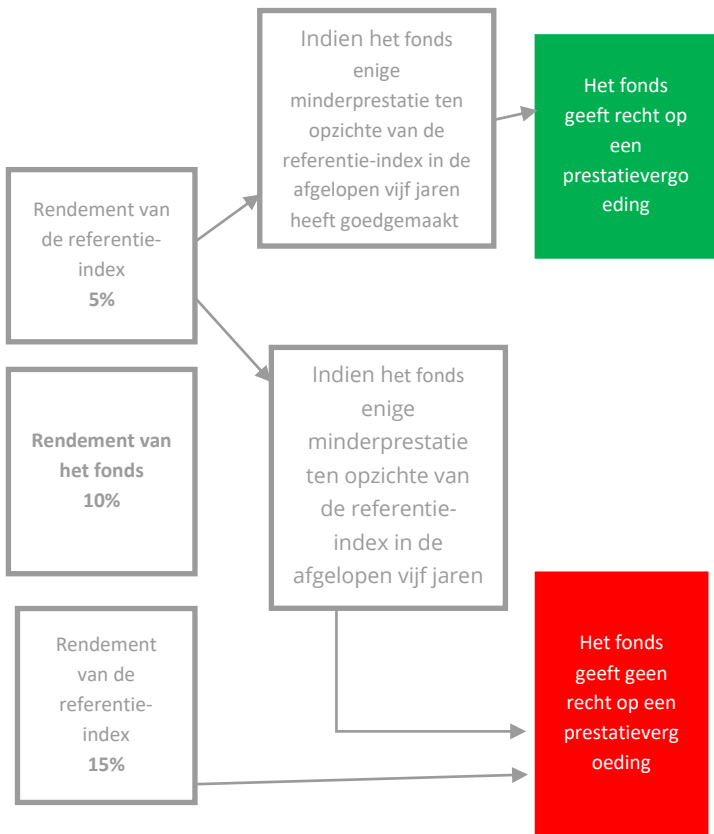 Indien het fonds
enige
minderprestatie ten
opzichte van de
referentie-index in de
afgelopen vijf jaren
heeft goedgemaakt
Het fonds
geeft recht op
een
prestatievergo
eding
Rendement van
de referentie-
index
5%
Rendement van
het fonds
10%
Indien het fonds
enige
minderprestatie
ten opzichte van
de referentie-
index in de
afgelopen vijf jaren
Rendement
van de
referentie-
index
15%
Het fonds
geeft geen
recht op een
prestatieverg
oeding